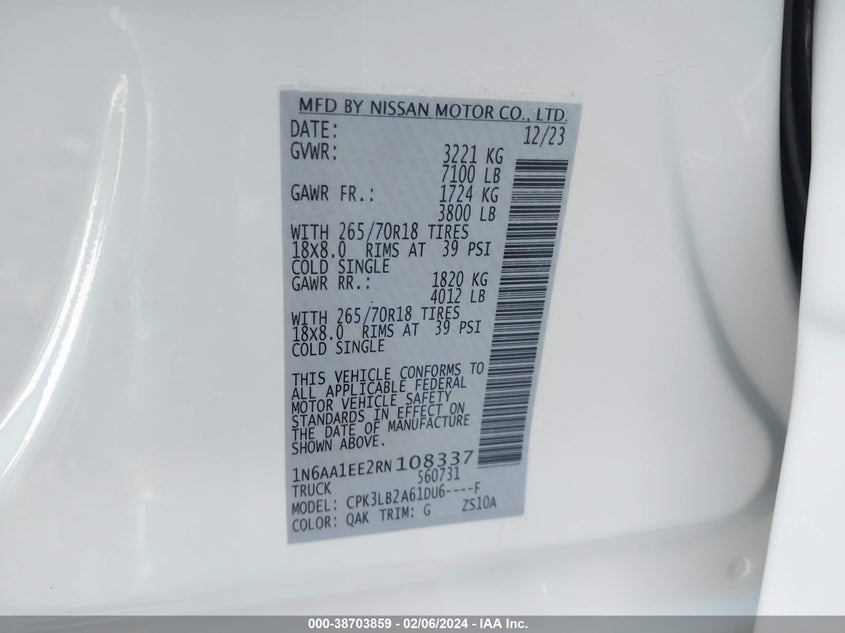 MFD BY NISSAN MOTOR CO., LTD.
DATE: 12/23
GVWR: 3221 KG
7100 LB
GAWR FR.: 1724 KG
3800 LB
WITH 265/70R18 TIRES
18X8.0 RIMS AT 39 PSI
COLD SINGLE
GAWR RR.: 1820 KG
4012 LB
WITH 265/70R18 TIRES
18X8.0 RIMS AT 39 PSI
COLD SINGLE
THIS VEHICLE CONFORMS TO
ALL APPLICABLE FEDERAL
MOTOR VEHICLE SAFETY
STANDARDS IN EFFECT ON
THE DATE OF MANUFACTURE
SHOWN ABOVE.
1N6AA1EE2RN108337
TRUCK 560731
MODEL: CPK3LB2A61DU6----F
COLOR: QAK TRIM: G ZS10A
000-38703859 - 02/06/2024 - IAA Inc.